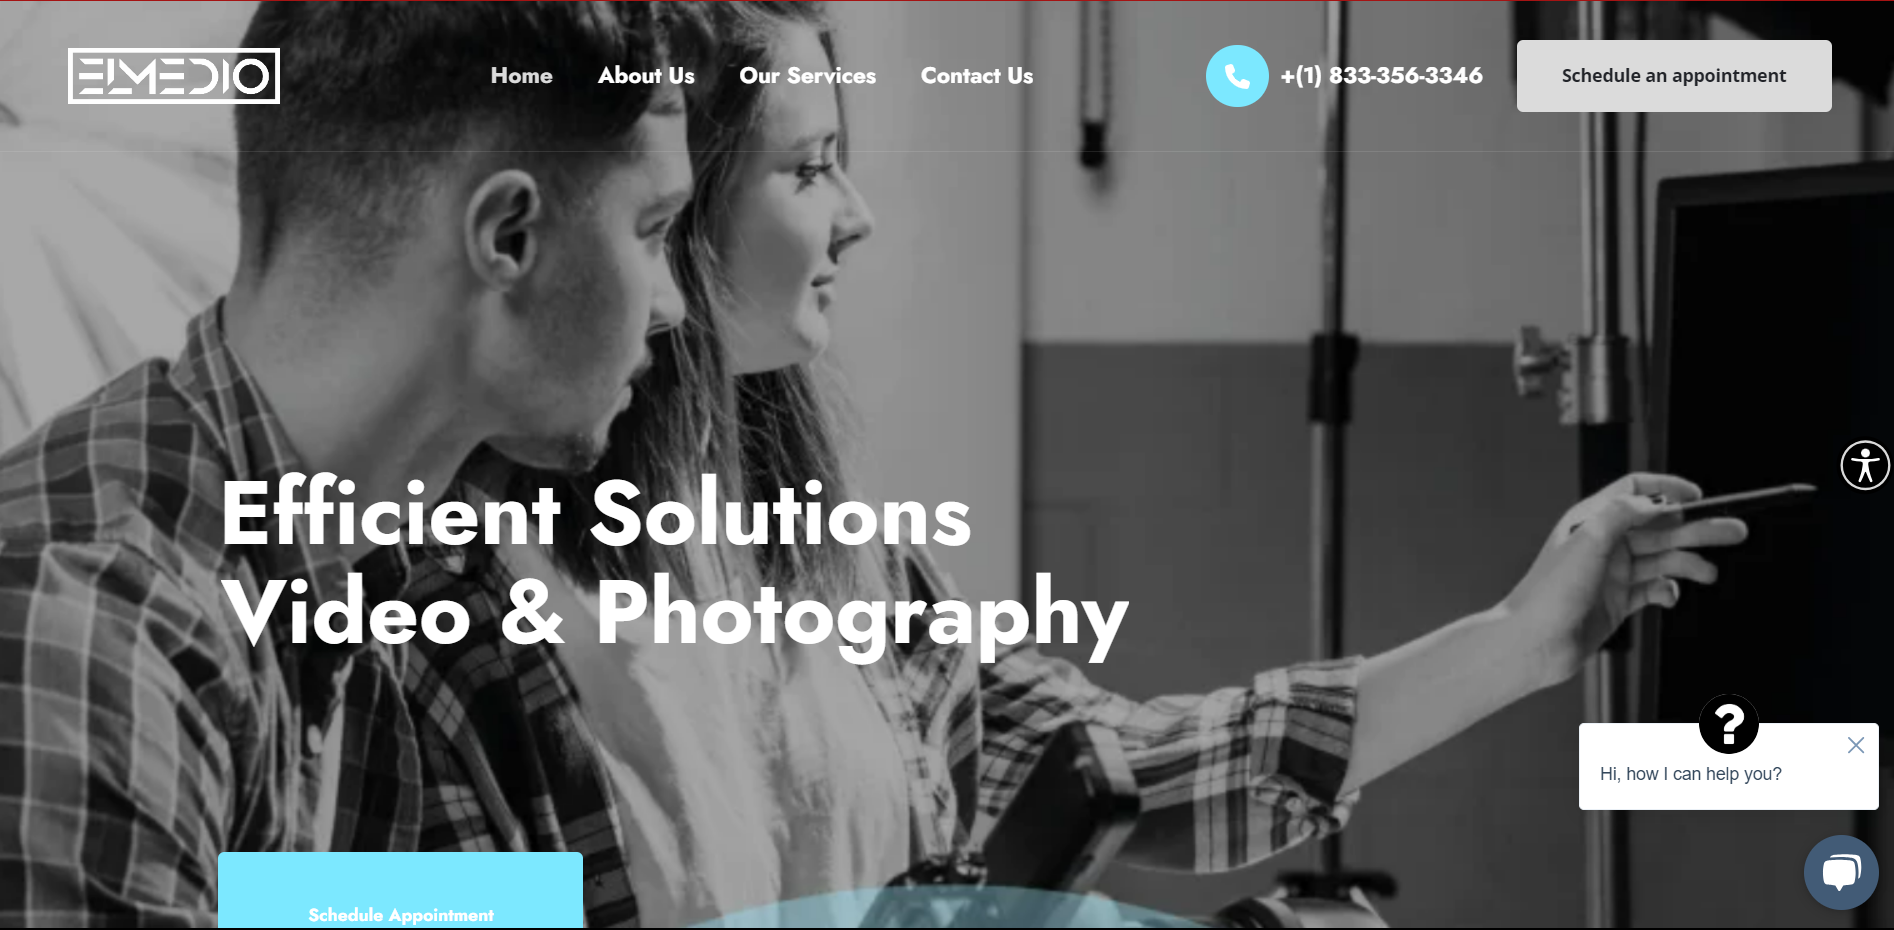 ELMEDIO
Home
About Us
Our Services
Contact Us
+(1) 833-356-3346
Schedule an appointment
Efficient Solutions
Video & Photography
?
Hi, how I can help you?
Schedule Appointment